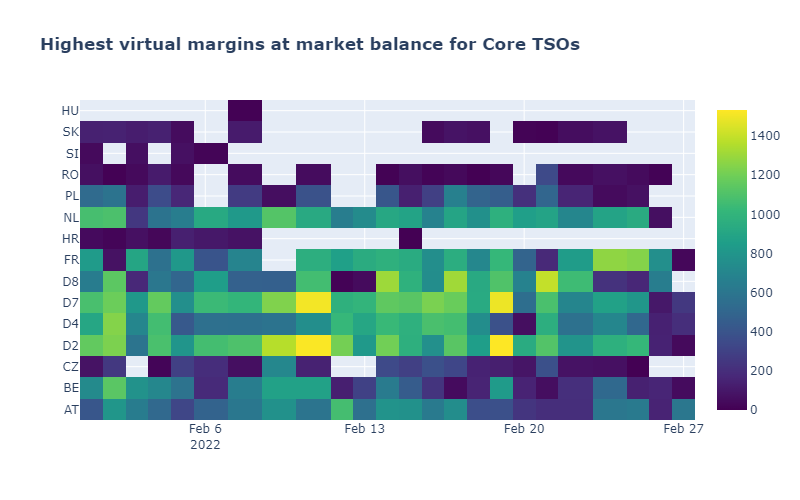 Highest virtual margins at market balance for Core TSOs
HU
SK
SI
RO
PL
NL
HR
FR
D8
D7
D4
D2
CZ
BE
AT
Feb 6
2022
Feb 13
Feb 20
Feb 27
1400
1200
1000
800
600
400
200
0